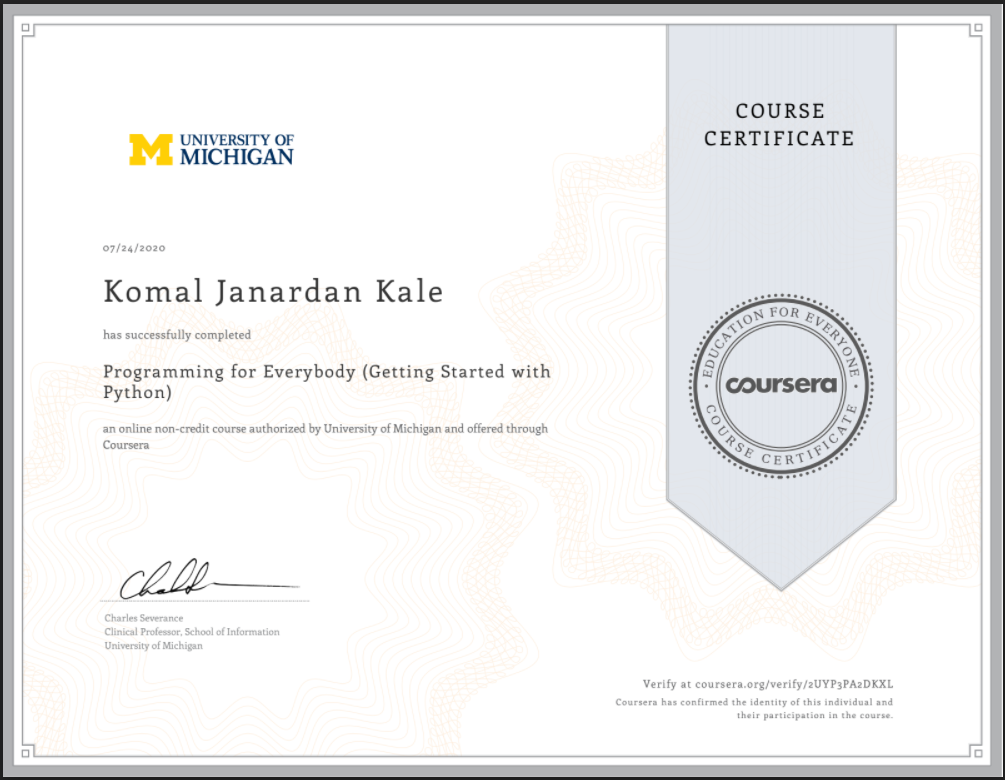 UNIVERSITY OF
MICHIGAN
COURSE
CERTIFICATE
07/24/2020
Komal Janardan Kale
has successfully completed
Programming for Everybody (Getting Started with
Python)
an online non-credit course authorized by University of Michigan and offered through
Coursera
EDUCATION FOR EVERYONE
coursera
COURSE CERTIFICATE
Charles Severance
Clinical Professor, School of Information
University of Michigan
Verify at coursera.org/verify/2UYP3PA2DKXL
Coursera has confirmed the identity of this individual and
their participation in the course.